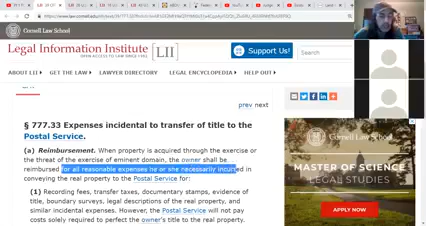 Cornell Law School
Legal Information Institute LII
OPEN ACCESS TO LAW SINCE 1992
Support Us!
Search
ABOUT LII GET THE LAW LAWYER DIRECTORY LEGAL ENCYCLOPEDIA HELP OUT
prev next
§ 777.33 Expenses incidental to transfer of title to the
Postal Service.
(a) Reimbursement. When property is acquired through the exercise or
the threat of the exercise of eminent domain, the owner shall be
reimbursed for all reasonable expenses he or she necessarily incurred in
conveying the real property to the Postal Service for:
(1) Recording fees, transfer taxes, documentary stamps, evidence of
title, boundary surveys, legal descriptions of the real property, and
similar incidental expenses. However, the Postal Service will not pay
costs solely required to perfect the owner's title to the real property.
Cornell Law School
MASTER OF SCIENCE
LEGAL STUDIES
APPLY NOW